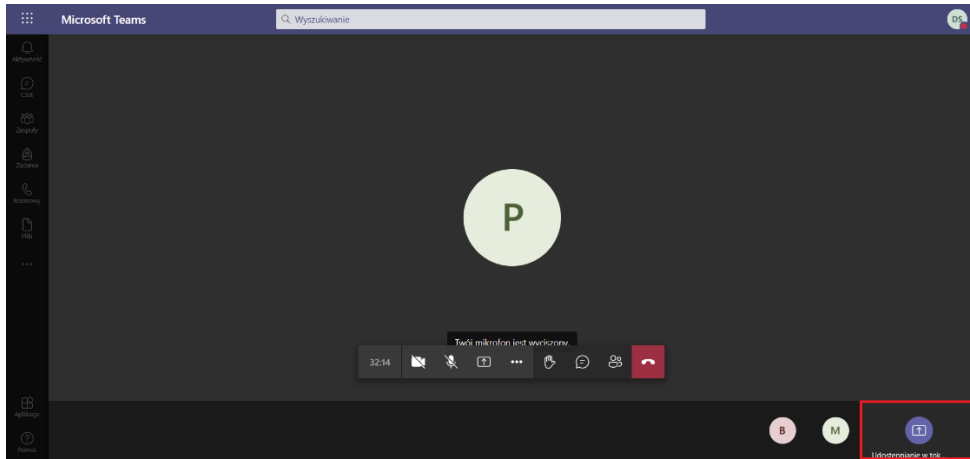 Microsoft Teams
Wyszukiwanie
DS
Aktywność
Czat
Zespoły
Zadania
Rozmowy
Pliki
P
Twój mikrofon jest wyciszony.
32:14
Aplikacje
Pomoc
B
M
Udostępnianie w tok...